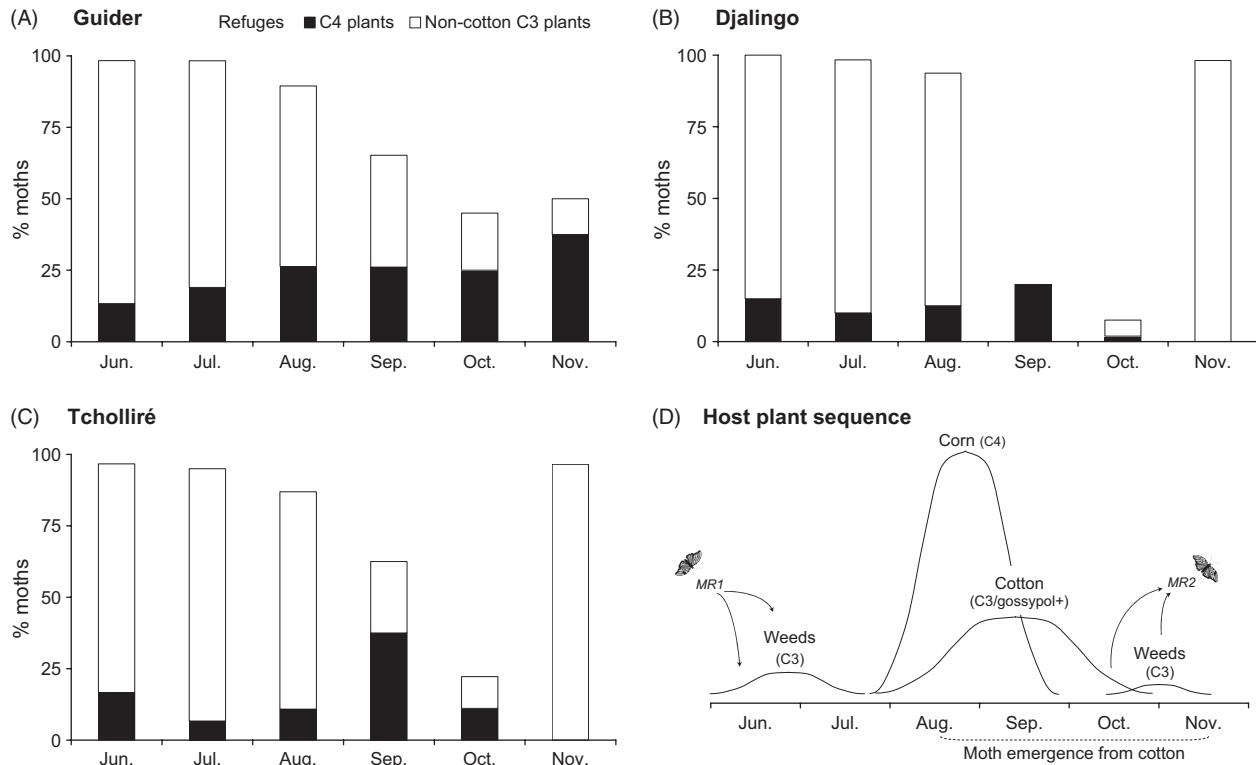 (A) Guider
Refuges C4 plants Non-cotton C3 plants
100
75
50
25
0
% moths
Jun. Jul. Aug. Sep. Oct. Nov.
(B) Djalingo
100
75
50
25
0
% moths
Jun. Jul. Aug. Sep. Oct. Nov.
(C) Tcholliré
100
75
50
25
0
% moths
Jun. Jul. Aug. Sep. Oct. Nov.
(D) Host plant sequence
Corn (C4)
MR1
Weeds
(C3)
Cotton
(C3/gossypol+)
MR2
Weeds
(C3)
Jun. Jul. Aug. Sep. Oct. Nov.
Moth emergence from cotton